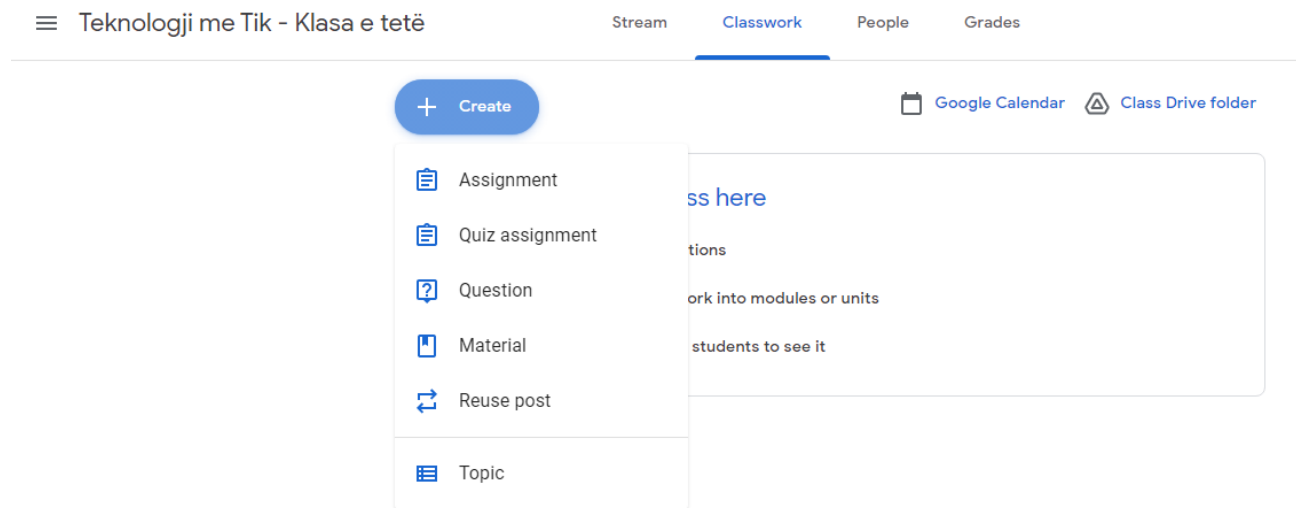 Teknologji me Tik - Klasa e tetë
Stream Classwork People Grades
Create
Google Calendar Class Drive folder
Assignment
Quiz assignment
Question
Material
Reuse post
Topic
ss here
tions
ork into modules or units
students to see it